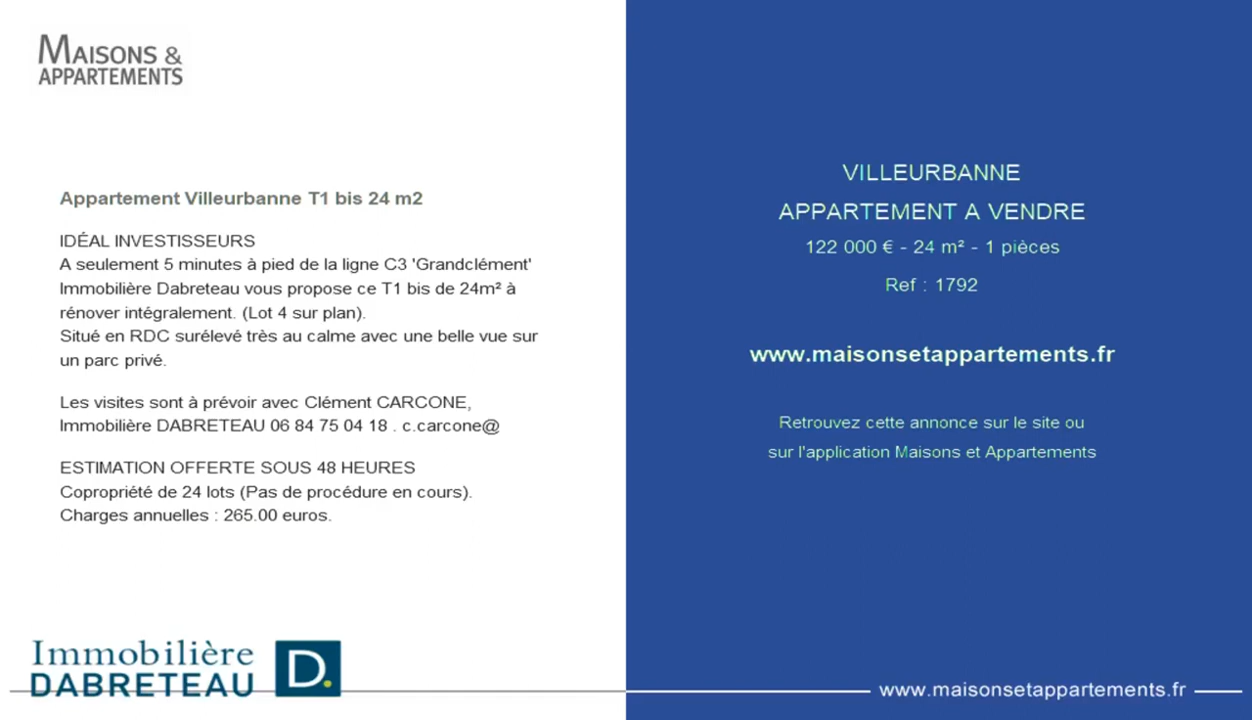 MAISONS &
APPARTEMENTS
Appartement Villeurbanne T1 bis 24 m2
IDÉAL INVESTISSEURS
A seulement 5 minutes à pied de la ligne C3 'Grandclément'
Immobilière Dabreteau vous propose ce T1 bis de 24m² à
rénover intégralement. (Lot 4 sur plan).
Situé en RDC surélevé très au calme avec une belle vue sur
un parc privé.
Les visites sont à prévoir avec Clément CARCONE,
Immobilière DABRETEAU 06 84 75 04 18 . c.carcone@
ESTIMATION OFFERTE SOUS 48 HEURES
Copropriété de 24 lots (Pas de procédure en cours).
Charges annuelles : 265.00 euros.
Immobilière
DABRETEAU
D.
VILLEURBANNE
APPARTEMENT A VENDRE
122 000 € - 24 m² - 1 pièces
Ref : 1792
www.maisonsetappartements.fr
Retrouvez cette annonce sur le site ou
sur l'application Maisons et Appartements
www.maisonsetappartements.fr